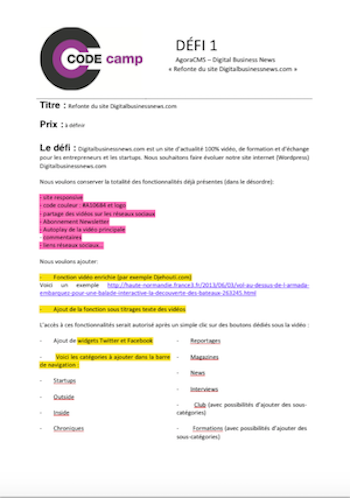 CODE camp
DÉFI 1
AgoraCMS – Digital Business News
« Refonte du site Digitalbusinessnews.com »
Titre : Refonte du site Digitalbusinessnews.com
Prix : à définir
Le défi : Digitalbusinessnews.com est un site d'actualité 100% vidéo, de formation et d'échange
pour les entrepreneurs et les startups. Nous souhaitons faire évoluer notre site internet (Wordpress)
Digitalbusinessnews.com
Nous voulons conserver la totalité des fonctionnalités déjà présentes (dans le désordre):
- site responsive
- code couleur : #A10684 et logo
- partage des vidéos sur les réseaux sociaux
- Abonnement Newsletter
- Autoplay de la vidéo principale
- commentaires
- liens réseaux sociaux...
Nous voulons ajouter:
- Fonction vidéo enrichie (par exemple Djehouti.com)
Voici un exemple http://haute-normandie.france3.fr/2013/06/03/vol-au-dessus-de-l-armada-
embarquez-pour-une-balade-interactive-la-decouverte-des-bateaux-263245.html
- Ajout de la fonction sous titrages texte des vidéos
L'accès à ces fonctionnalités serait autorisé après un simple clic sur des boutons dédiés sous la vidéo :
- Ajout de widgets Twitter et Facebook
- Voici les catégories à ajouter dans la barre
de navigation :
- Startups
- Outside
- Inside
- Chroniques
- Reportages
- Magazines
- News
- Interviews
- Club (avec possibilités d'ajouter des sous-
catégories)
- Formations (avec possibilités d'ajouter des
sous-catégories)